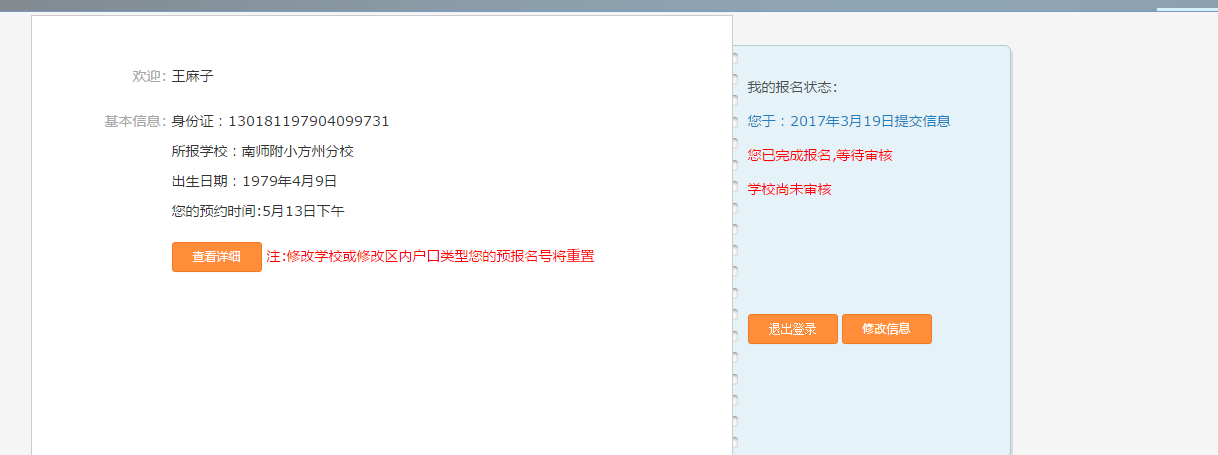 欢迎: 王麻子
基本信息: 身份证：130181197904099731
所报学校：南师附小方州分校
出生日期：1979年4月9日
您的预约时间:5月13日下午
查看详细 注:修改学校或修改区内户口类型您的预报名号将重置
我的报名状态:
您于：2017年3月19日提交信息
您已完成报名,等待审核
学校尚未审核
退出登录 修改信息